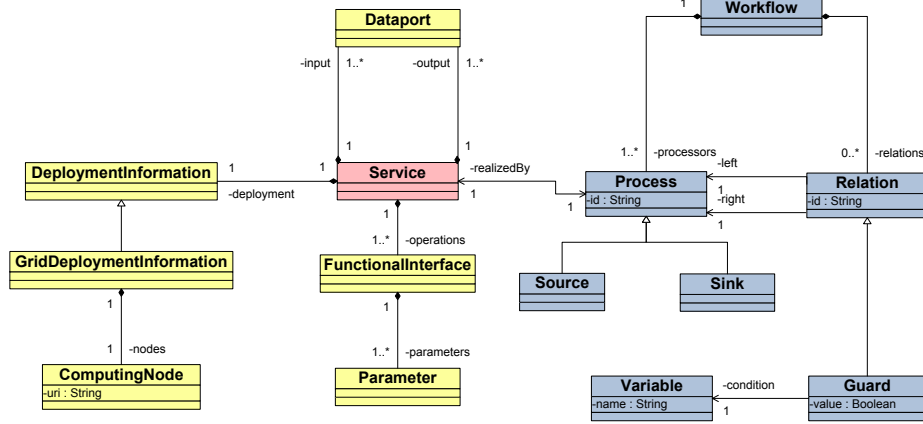 Dataport
1
Workflow
-input
1..*
-output
1..*
1..*
-processors
0..*
-relations
DeploymentInformation
1
1
1
1
Service
-realizedBy
1
1
-deployment
Process
-id : String
-left
1
-right
1
Relation
-id : String
1
1..*
-operations
GridDeploymentInformation
FunctionalInterface
Source
Sink
1
1
1
-nodes
1..*
-parameters
ComputingNode
-uri : String
Parameter
Variable
-name : String
-condition
1
Guard
-value : Boolean